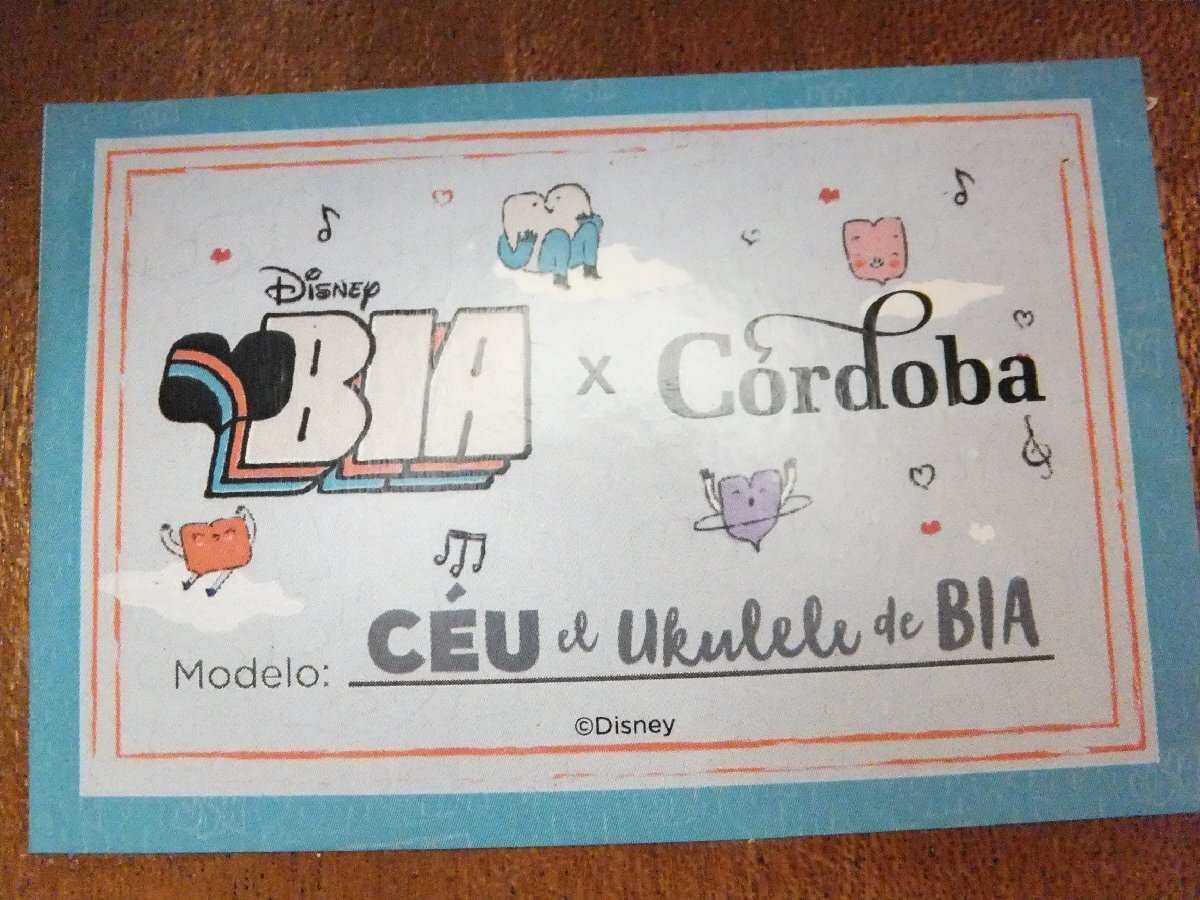 Disney
BIA x Córdoba
Modelo: CÉU el Ukulele de BIA
©Disney